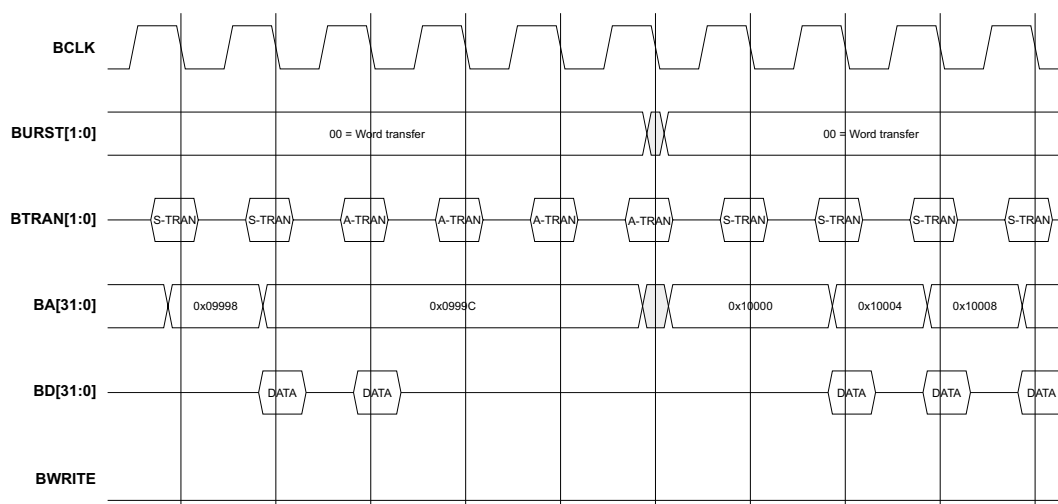 BCLK
BURST[1:0]
00 = Word transfer
00 = Word transfer
BTRAN[1:0]
S-TRAN S-TRAN A-TRAN A-TRAN A-TRAN A-TRAN S-TRAN S-TRAN S-TRAN S-TRAN
BA[31:0]
0x09998 0x0999C 0x10000 0x10004 0x10008
BD[31:0]
DATA DATA DATA DATA DATA
BWRITE